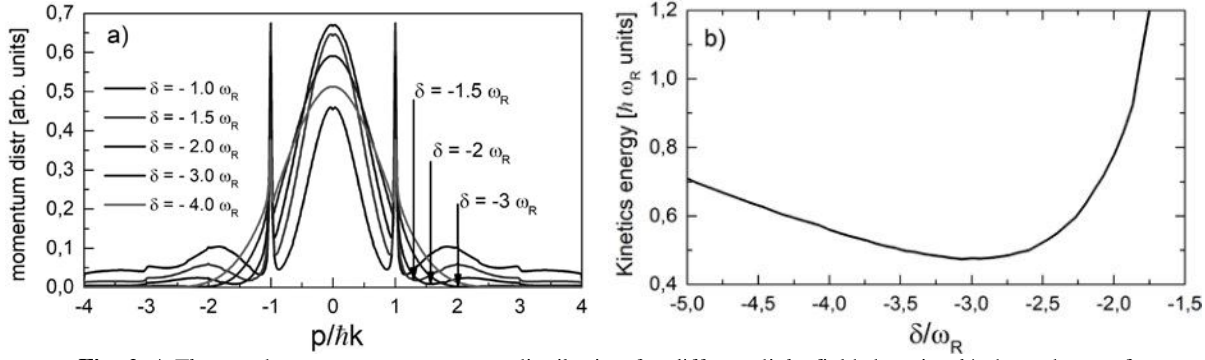 a)
momentum distr [arb. units]
0,7
0,6
0,5
0,4
0,3
0,2
0,1
0,0
δ = - 1.0 ω_R
δ = - 1.5 ω_R
δ = - 2.0 ω_R
δ = - 3.0 ω_R
δ = - 4.0 ω_R
δ = -1.5 ω_R
δ = -2 ω_R
δ = -3 ω_R
-4 -3 -2 -1 0 1 2 3 4
p/ħk
b)
Kinetics energy [ħ ω_R units]
1,2
1,0
0,8
0,6
0,4
-5,0 -4,5 -4,0 -3,5 -3,0 -2,5 -2,0 -1,5
δ/ω_R